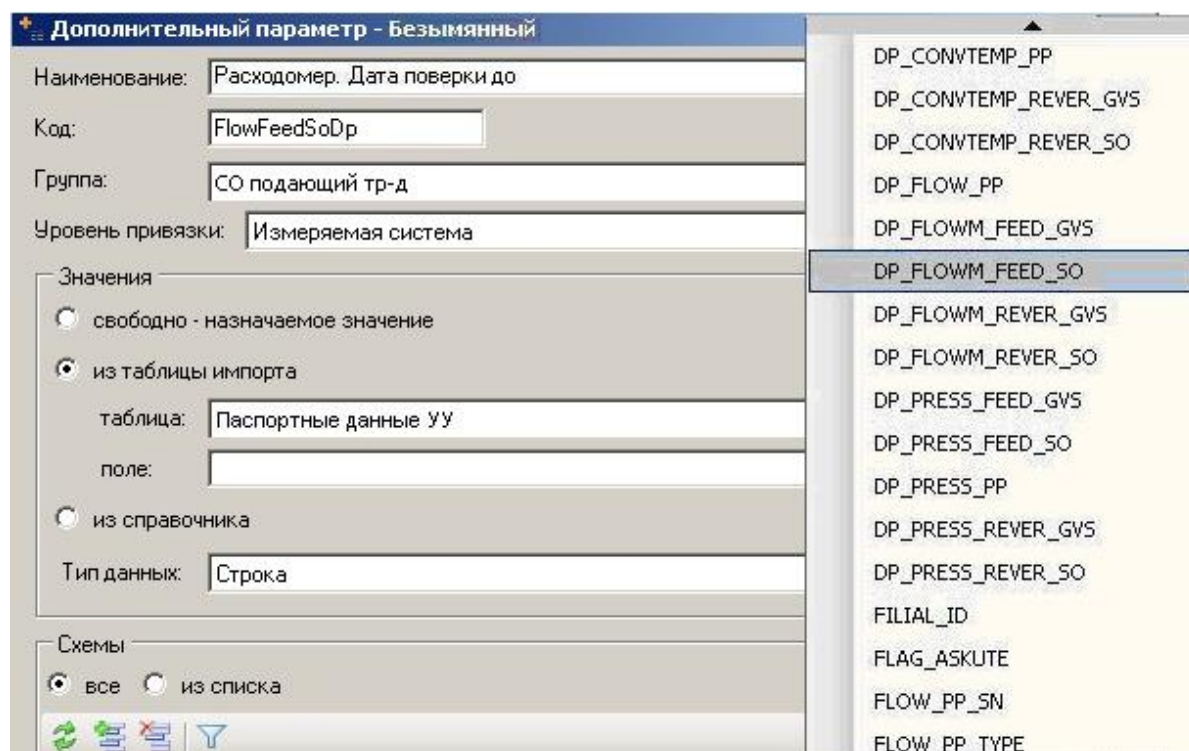 Дополнительный параметр - Безымянный
Наименование: Расходомер. Дата поверки до
Код: FlowFeedSoDp
Группа: СО подающий тр-д
Уровень привязки: Измеряемая система
Значения
свободно - назначаемое значение
из таблицы импорта
таблица: Паспортные данные УУ
поле:
из справочника
Тип данных: Строка
Схемы
все из списка
DP_CONVTEMP_PP
DP_CONVTEMP_REVER_GVS
DP_CONVTEMP_REVER_SO
DP_FLOW_PP
DP_FLOWM_FEED_GVS
DP_FLOWM_FEED_SO
DP_FLOWM_REVER_GVS
DP_FLOWM_REVER_SO
DP_PRESS_FEED_GVS
DP_PRESS_FEED_SO
DP_PRESS_PP
DP_PRESS_REVER_GVS
DP_PRESS_REVER_SO
FILIAL_ID
FLAG_ASKUTE
FLOW_PP_SN
FLOW_PP_TYPE